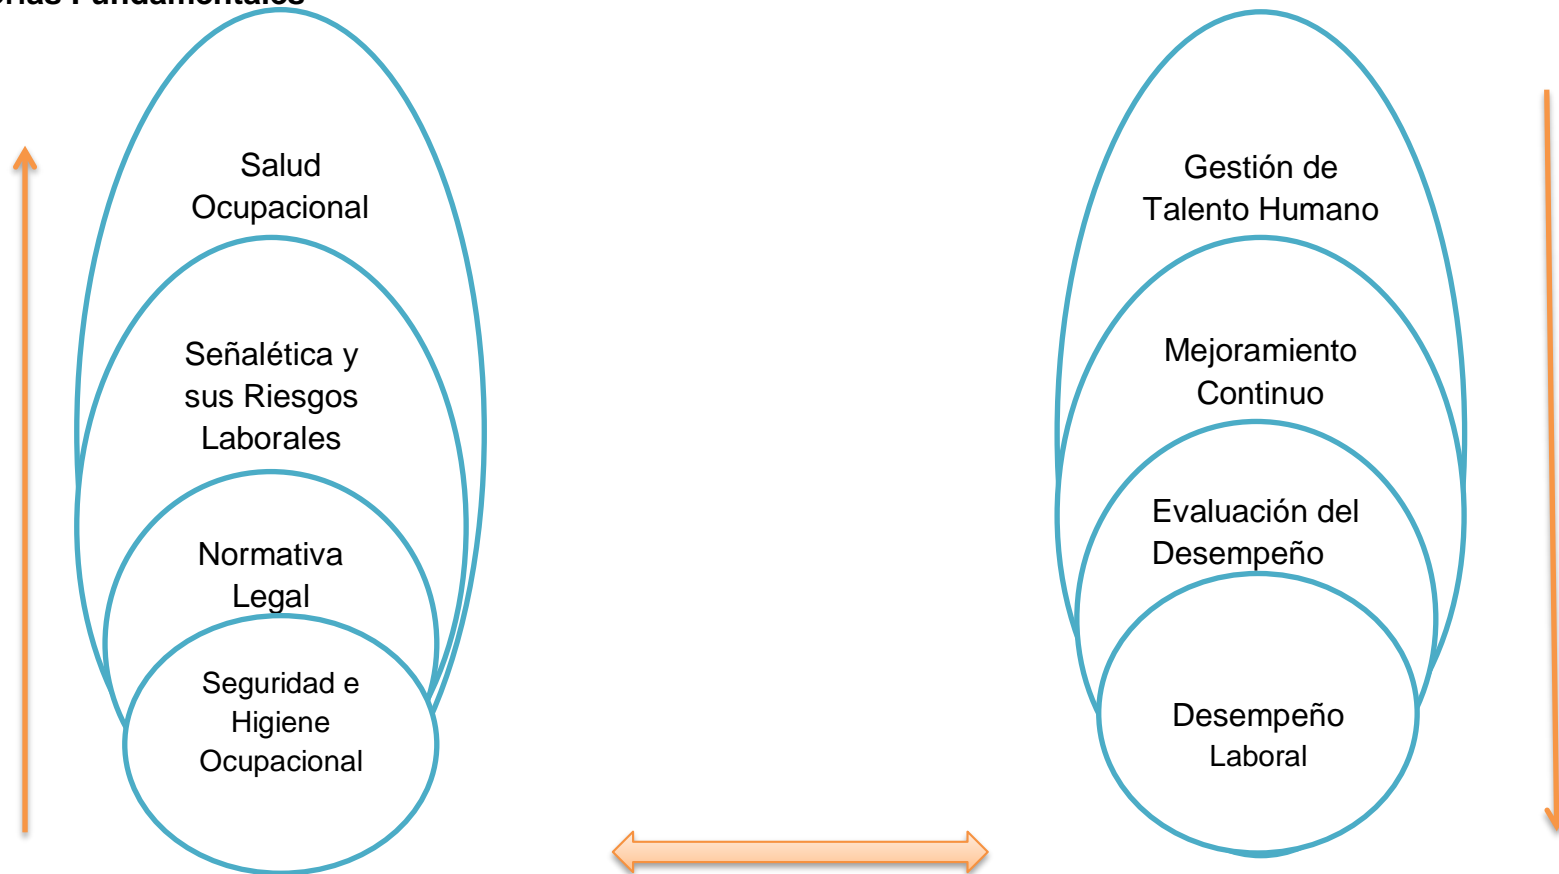 Fundamentales
Salud
Ocupacional
Señalética y
sus Riesgos
Laborales
Normativa
Legal
Seguridad e
Higiene
Ocupacional
Gestión de
Talento Humano
Mejoramiento
Continuo
Evaluación del
Desempeño
Desempeño
Laboral